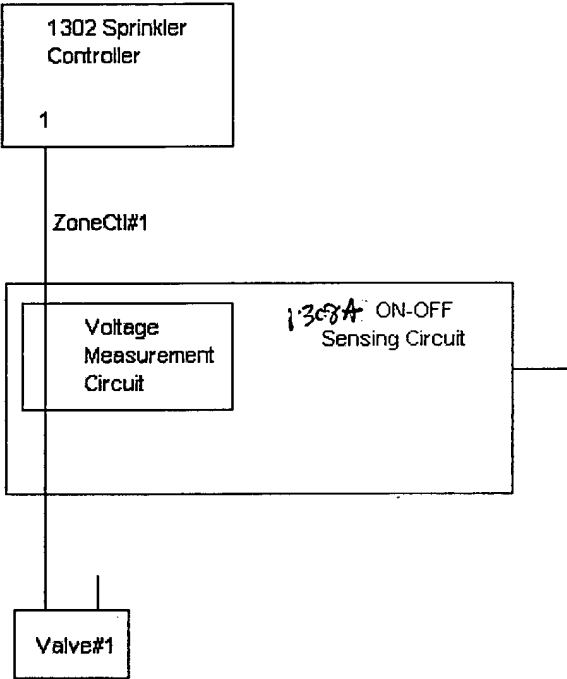 1302 Sprinkler
Controller
1
ZoneCtl#1
Voltage
Measurement
Circuit
1308A ON-OFF
Sensing Circuit
Valve#1